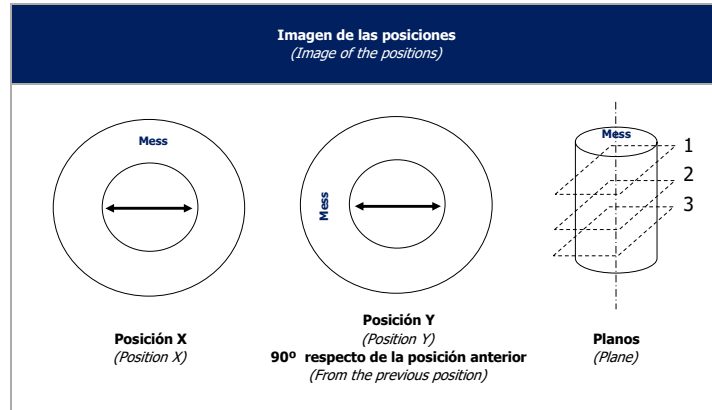 Imagen de las posiciones
(Image of the positions)
Mess
Posición X
(Position X)
Mess
Posición Y
(Position Y)
90º respecto de la posición anterior
(From the previous position)
Mess
1
2
3
Planos
(Plane)